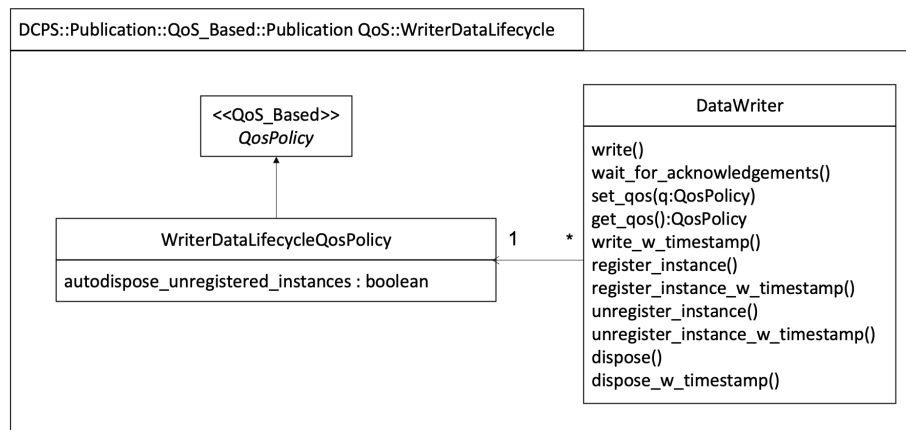 DCPS::Publication::QoS_Based::Publication QoS::WriterDataLifecycle
<<QoS_Based>>
QosPolicy
WriterDataLifecycleQosPolicy
autodispose_unregistered_instances : boolean
1
*
DataWriter
write()
wait_for_acknowledgements()
set_qos(q:QosPolicy)
get_qos():QosPolicy
write_w_timestamp()
register_instance()
register_instance_w_timestamp()
unregister_instance()
unregister_instance_w_timestamp()
dispose()
dispose_w_timestamp()